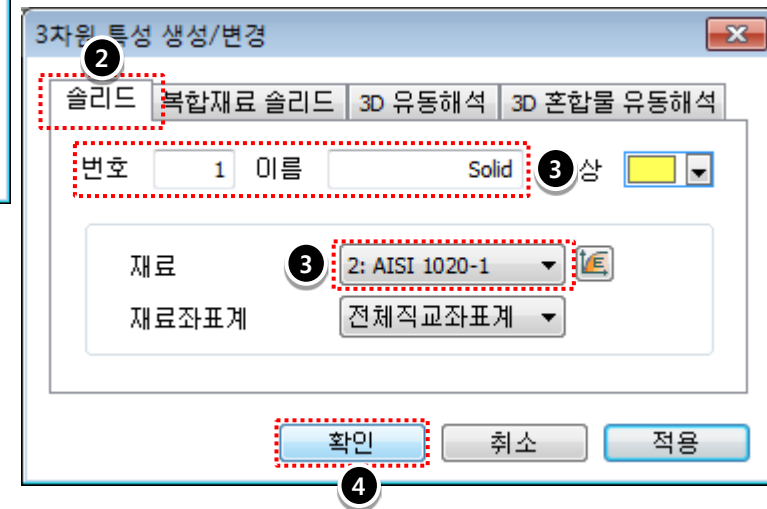 3차원 특성 생성/변경
2
솔리드 복합재료 솔리드 3D 유동해석 3D 혼합물 유동해석
번호 1 이름 Solid 3 상
재료 3 2: AISI 1020-1
재료좌표계 전체직교좌표계
확인 취소 적용
4